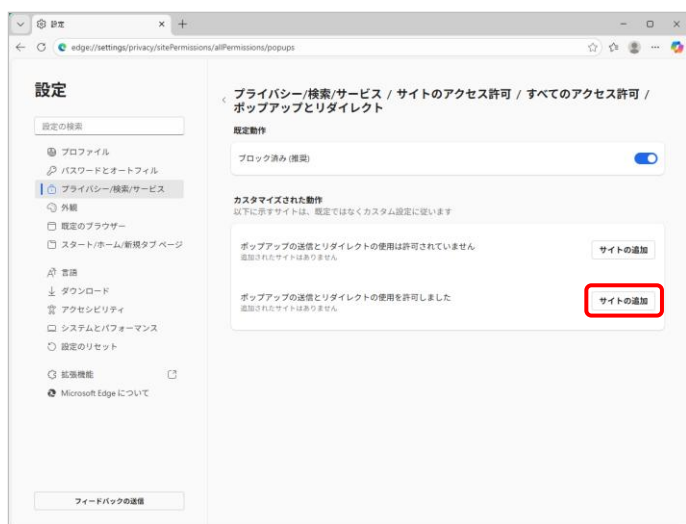 設定
edge://settings/privacy/sitePermissions/allPermissions/popups
設定
設定の検索
プロファイル
パスワードとオートフィル
プライバシー/検索/サービス
外観
既定のブラウザー
スタート/ホーム/新規タブ ページ
言語
ダウンロード
アクセシビリティ
システムとパフォーマンス
設定のリセット
拡張機能
Microsoft Edge について
フィードバックの送信
プライバシー/検索/サービス / サイトのアクセス許可 / すべてのアクセス許可 /
ポップアップとリダイレクト
既定動作
ブロック済み (推奨)
カスタマイズされた動作
以下に示すサイトは、既定ではなくカスタム設定に従います
ポップアップの送信とリダイレクトの使用は許可されていません
追加されたサイトはありません
サイトの追加
ポップアップの送信とリダイレクトの使用を許可しました
追加されたサイトはありません
サイトの追加